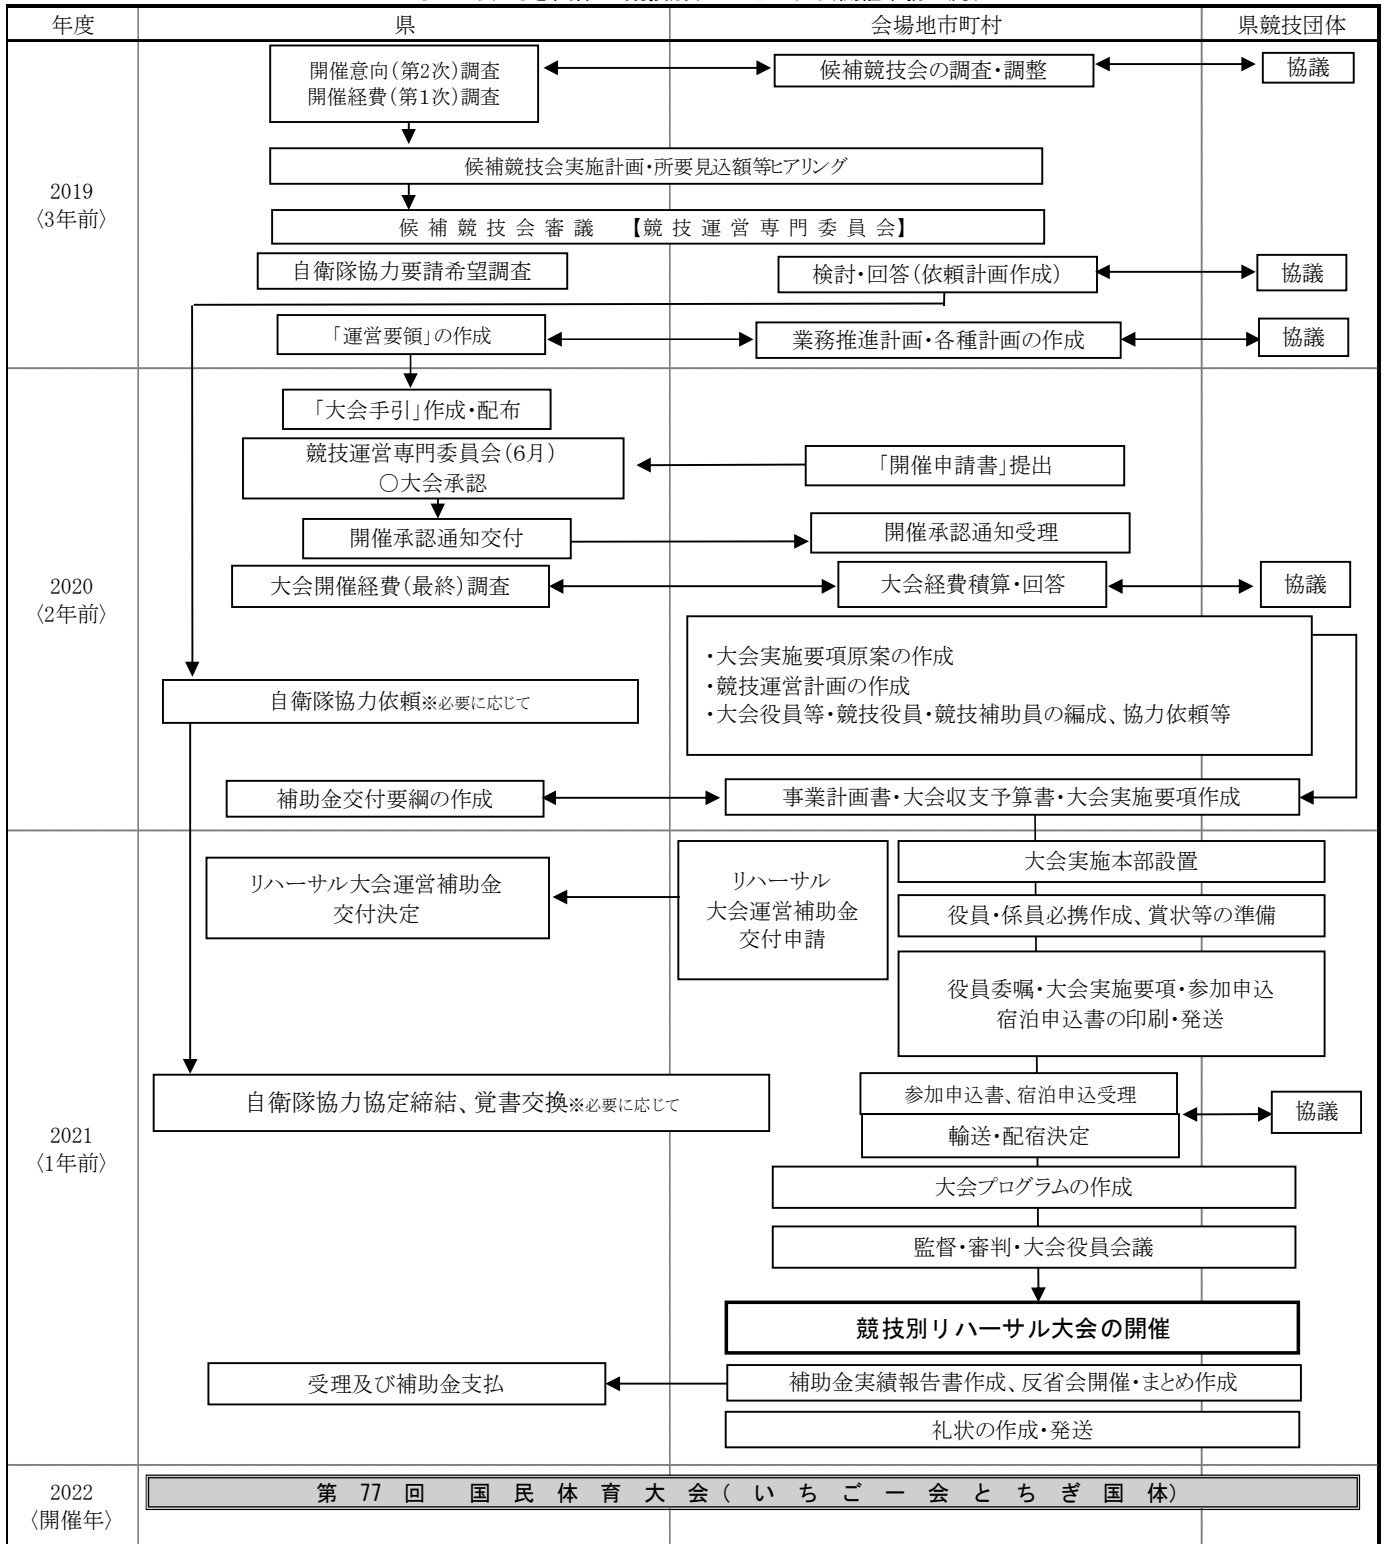 年度
県
会場地市町村
県競技団体
2019
〈3年前〉
開催意向(第2次)調査
開催経費(第1次)調査
候補競技会の調査・調整
協議
候補競技会実施計画・所要見込額等ヒアリング
候補競技会審議 【競技運営専門委員会】
自衛隊協力要請希望調査
検討・回答(依頼計画作成)
協議
「運営要領」の作成
業務推進計画・各種計画の作成
協議
2020
〈2年前〉
「大会手引」作成・配布
競技運営専門委員会(6月)
○大会承認
「開催申請書」提出
開催承認通知交付
開催承認通知受理
大会開催経費(最終)調査
大会経費積算・回答
協議
・大会実施要項原案の作成
・競技運営計画の作成
・大会役員等・競技役員・競技補助員の編成、協力依頼等
自衛隊協力依頼※必要に応じて
補助金交付要綱の作成
事業計画書・大会収支予算書・大会実施要項作成
2021
〈1年前〉
リハーサル大会運営補助金
交付決定
リハーサル
大会運営補助金
交付申請
大会実施本部設置
役員・係員必携作成、賞状等の準備
役員委嘱・大会実施要項・参加申込
宿泊申込書の印刷・発送
自衛隊協力協定締結、覚書交換※必要に応じて
参加申込書、宿泊申込受理
輸送・配宿決定
協議
大会プログラムの作成
監督・審判・大会役員会議
競技別リハーサル大会の開催
受理及び補助金支払
補助金実績報告書作成、反省会開催・まとめ作成
礼状の作成・発送
2022
〈開催年〉
第 77 回 国 民 体 育 大 会 ( い ち ご 一 会 と ち ぎ 国 体)